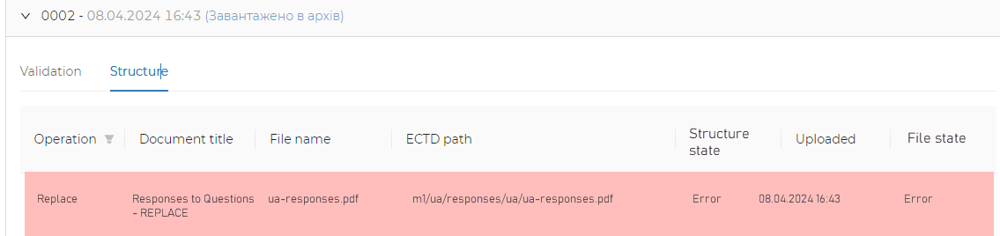 0002 - 08.04.2024 16:43 (Завантажено в архів)
Validation Structure
Operation Document title File name ECTD path Structure state Uploaded File state
Replace Responses to Questions - REPLACE ua-responses.pdf m1/ua/responses/ua/ua-responses.pdf Error 08.04.2024 16:43 Error